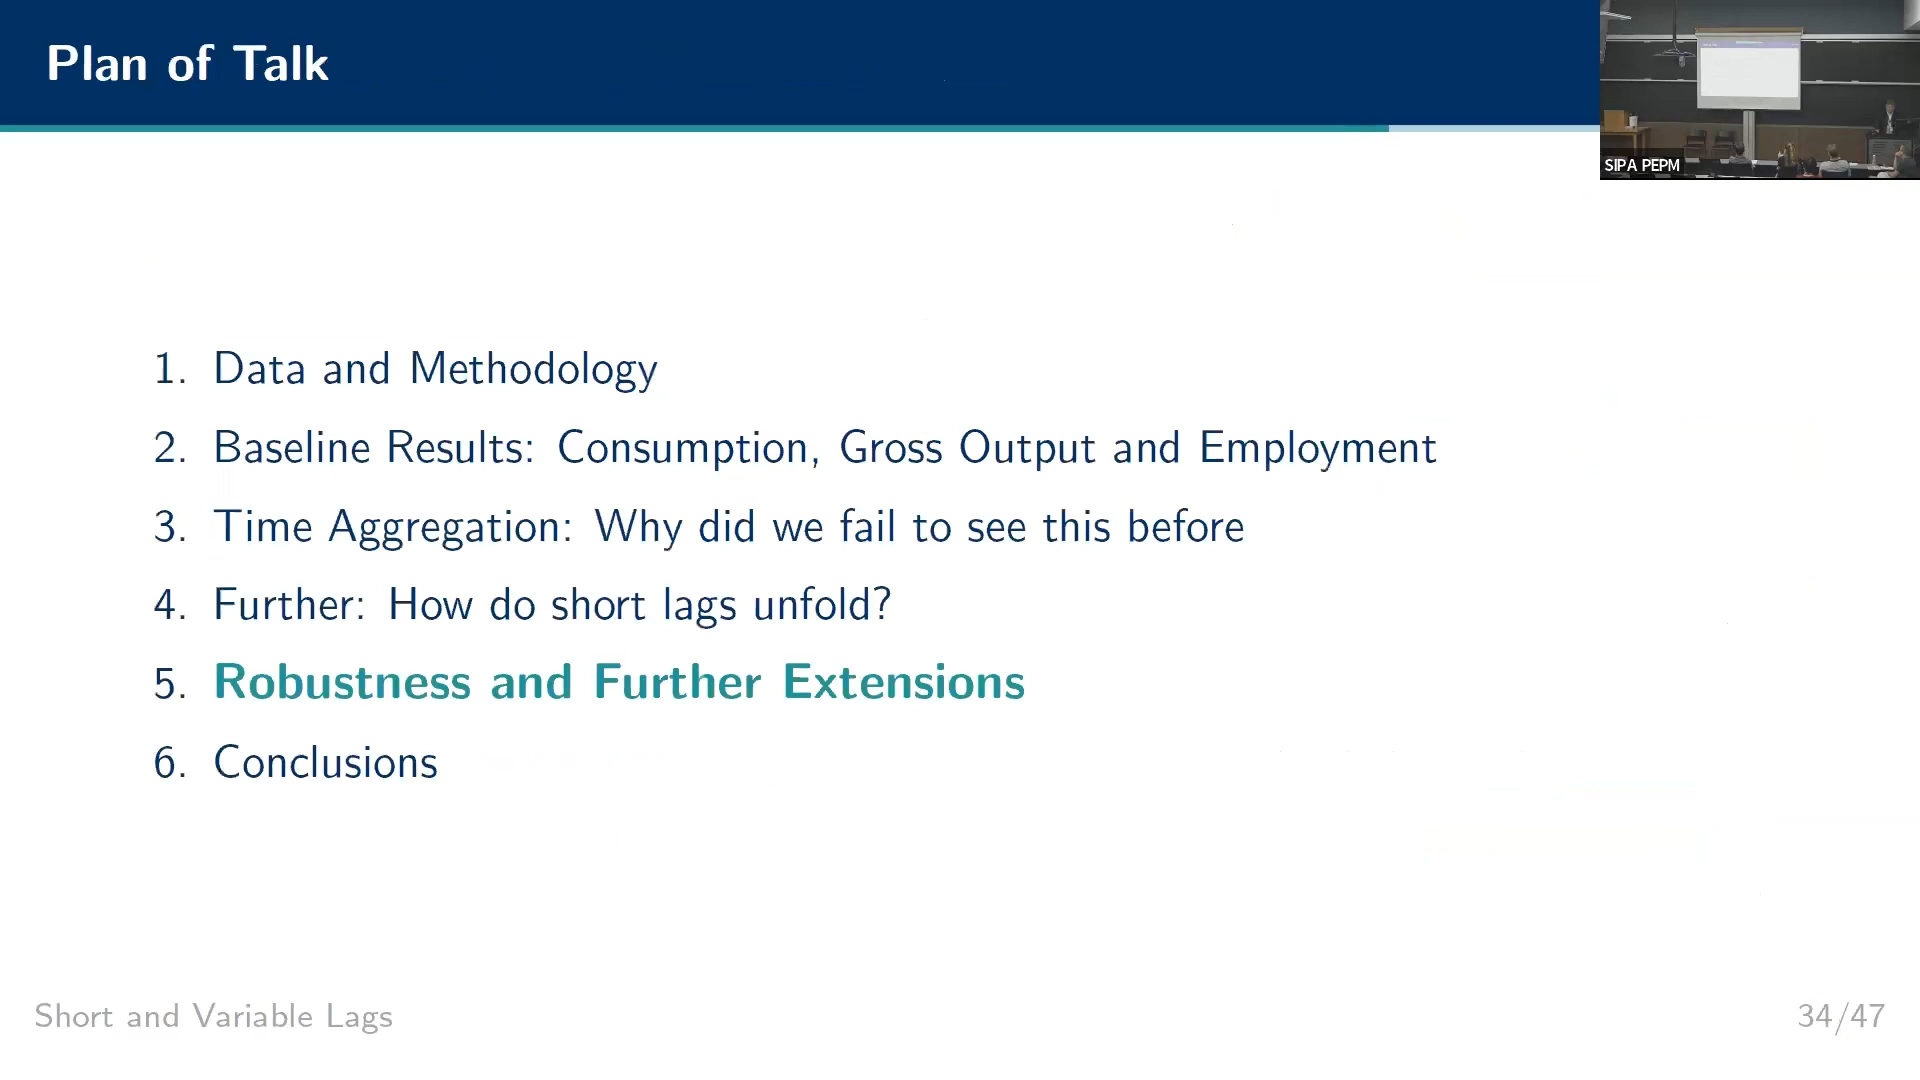 Plan of Talk
SIPA PEPM
1. Data and Methodology
2. Baseline Results: Consumption, Gross Output and Employment
3. Time Aggregation: Why did we fail to see this before
4. Further: How do short lags unfold?
5. Robustness and Further Extensions
6. Conclusions
Short and Variable Lags
34/47